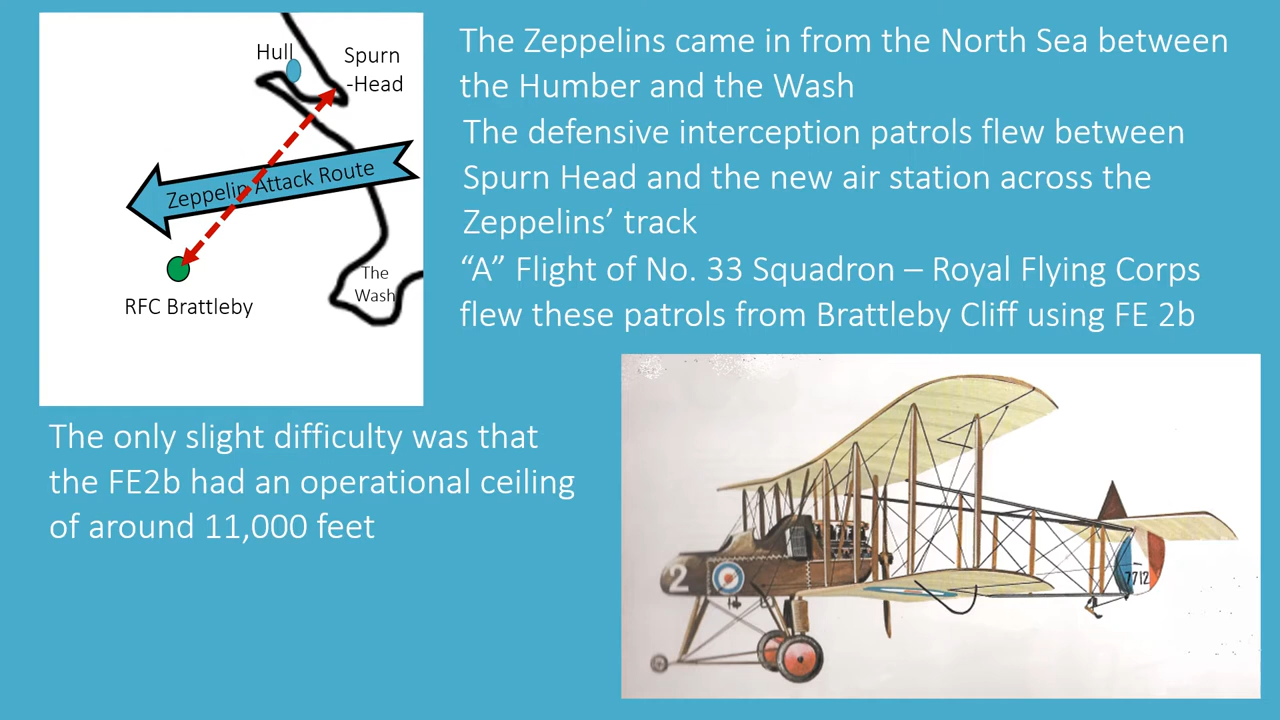 Hull
Spurn
-Head
Zeppelin Attack Route
The
Wash
RFC Brattleby
The Zeppelins came in from the North Sea between
the Humber and the Wash
The defensive interception patrols flew between
Spurn Head and the new air station across the
Zeppelins’ track
“A” Flight of No. 33 Squadron – Royal Flying Corps
flew these patrols from Brattleby Cliff using FE 2b
The only slight difficulty was that
the FE2b had an operational ceiling
of around 11,000 feet
2
7712